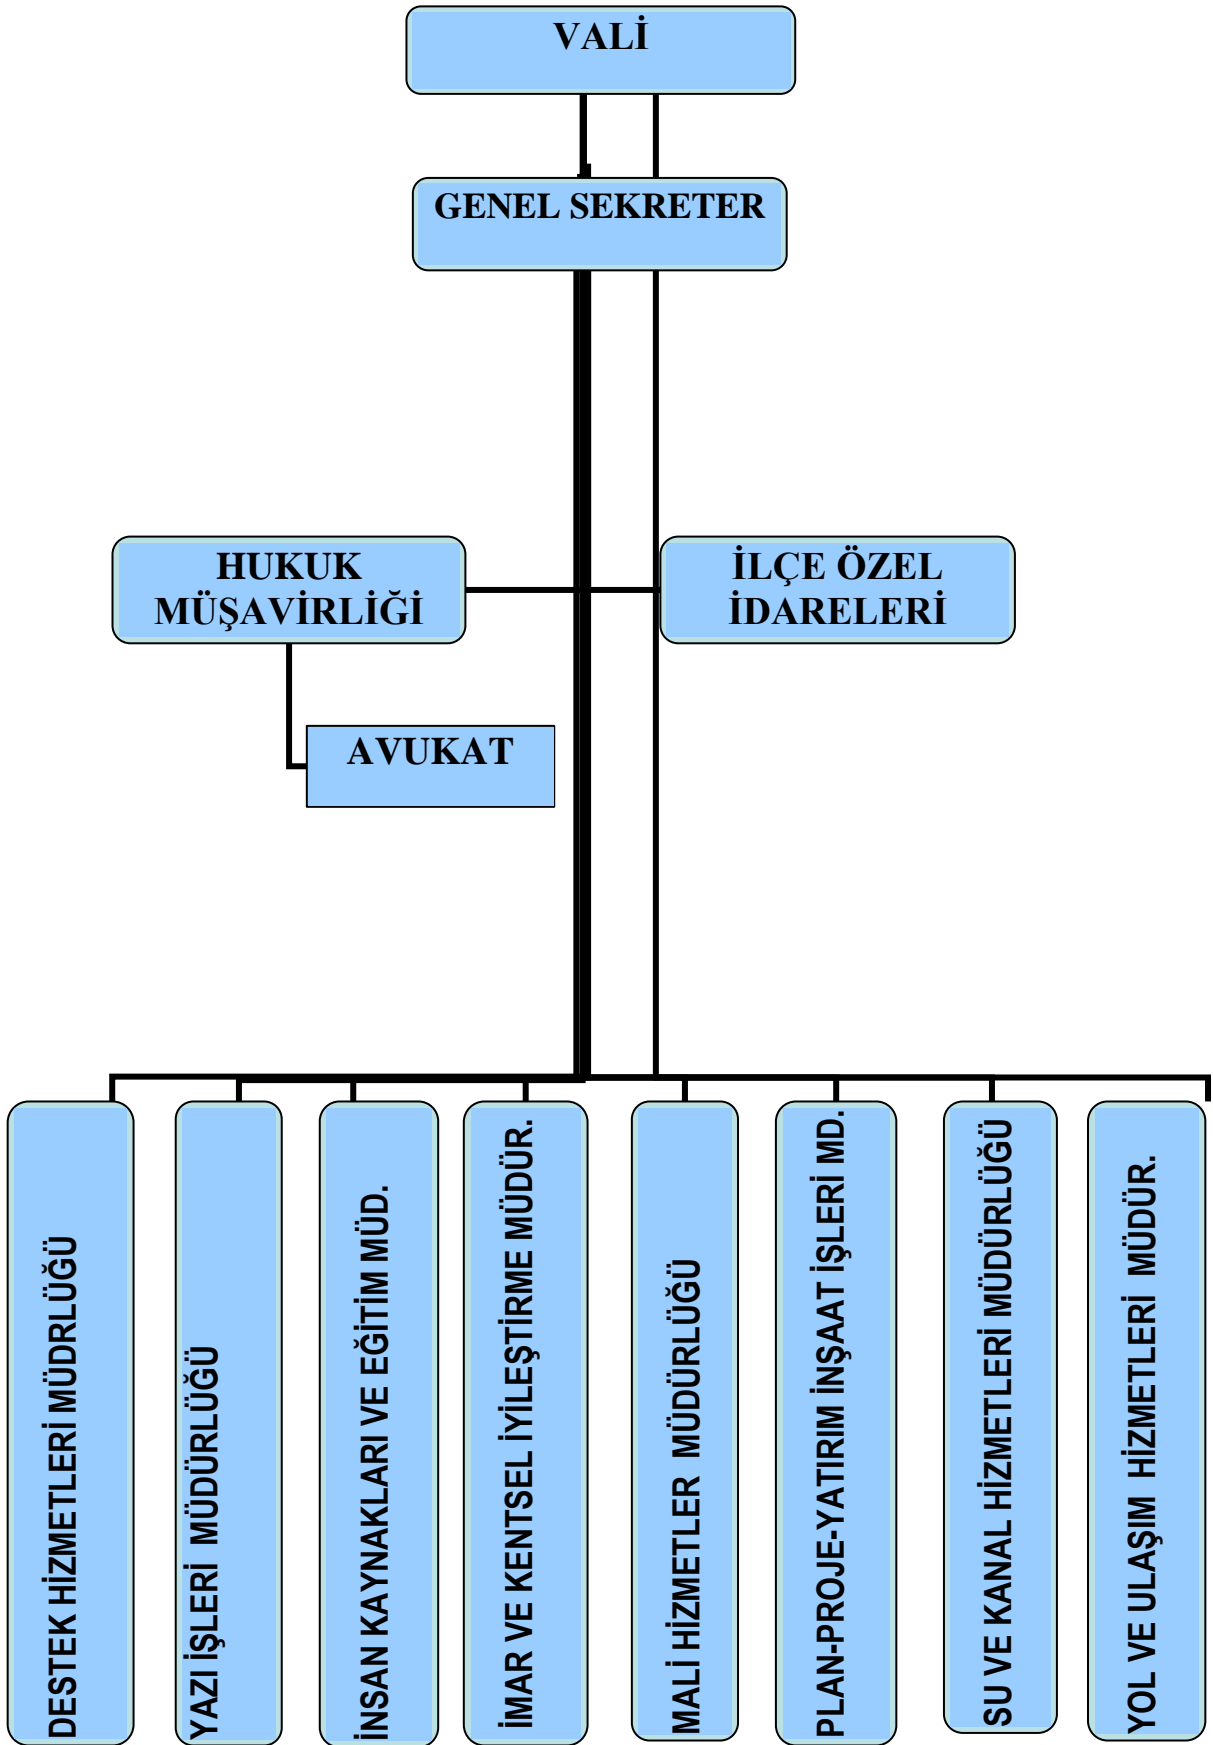 VALİ
GENEL SEKRETER
HUKUK
MÜŞAVİRLİĞİ
İLÇE ÖZEL
İDARELERİ
AVUKAT
DESTEK HİZMETLERİ MÜDRLÜĞÜ
YAZI İŞLERİ MÜDÜRLÜĞÜ
İNSAN KAYNAKLARI VE EĞİTİM MÜD.
İMAR VE KENTSEL İYİLEŞTİRME MÜDÜR.
MALİ HİZMETLER MÜDÜRLÜĞÜ
PLAN-PROJE-YATIRIM İNŞAAT İŞLERİ MD.
SU VE KANAL HİZMETLERİ MÜDÜRLÜĞÜ
YOL VE ULAŞIM HİZMETLERİ MÜDÜR.